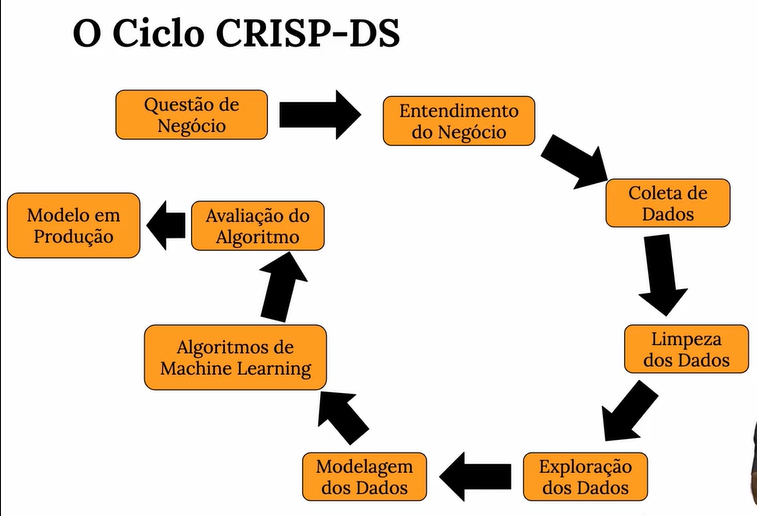 O Ciclo CRISP-DS
Questão de
Negócio
Entendimento
do Negócio
Coleta de
Dados
Limpeza
dos Dados
Exploração
dos Dados
Modelagem
dos Dados
Algoritmos de
Machine Learning
Avaliação do
Algoritmo
Modelo em
Produção